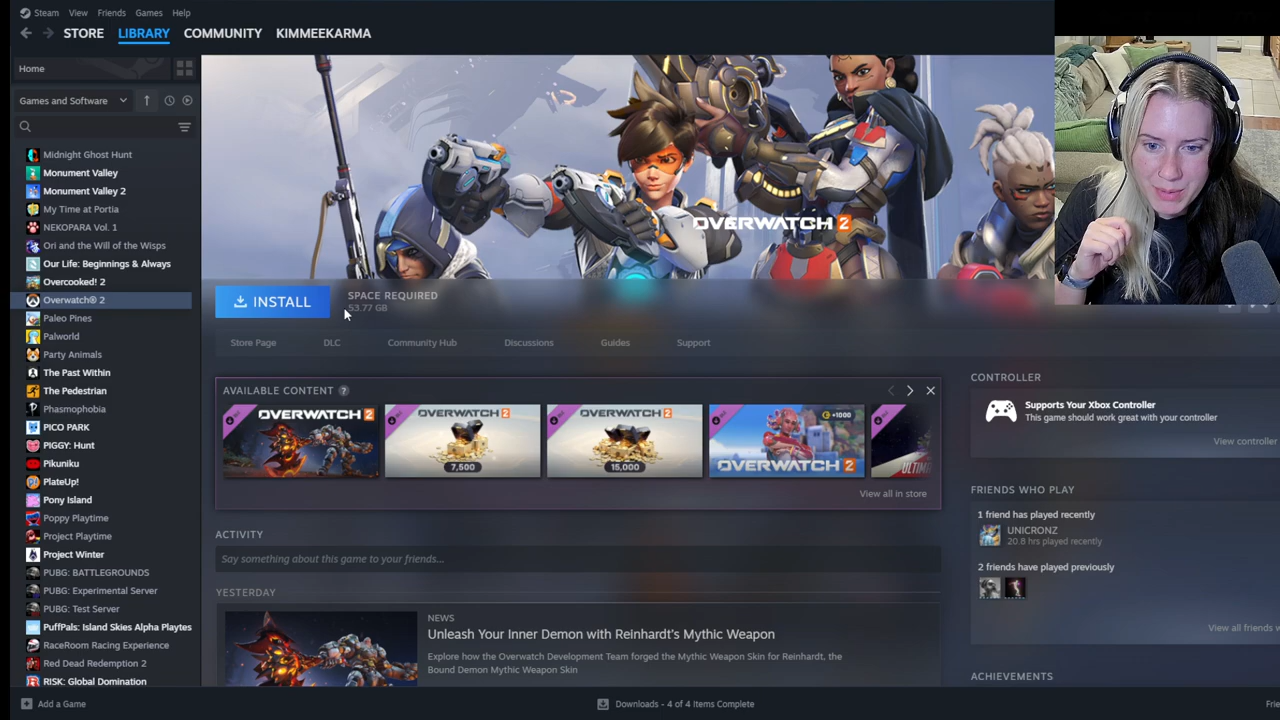 Steam View Friends Games Help
STORE LIBRARY COMMUNITY KIMMEEKARMA
Home
Games and Software
Midnight Ghost Hunt
Monument Valley
Monument Valley 2
My Time at Portia
NEKOPARA Vol. 1
Ori and the Will of the Wisps
Our Life: Beginnings & Always
Overcooked! 2
Overwatch® 2
Paleo Pines
Palworld
Party Animals
The Past Within
The Pedestrian
Phasmophobia
PICO PARK
PIGGY: Hunt
Pikuniku
PlateUp!
Pony Island
Poppy Playtime
Project Playtime
Project Winter
PUBG: BATTLEGROUNDS
PUBG: Experimental Server
PUBG: Test Server
PuffPals: Island Skies Alpha Playtes
RaceRoom Racing Experience
Red Dead Redemption 2
RISK: Global Domination
OVERWATCH 2
INSTALL
SPACE REQUIRED
53.77 GB
Store Page DLC Community Hub Discussions Guides Support
AVAILABLE CONTENT ?
OVERWATCH 2
OVERWATCH 2
7,500
OVERWATCH 2
15,000
+1000
OVERWATCH 2
ULTIMA
View all in store
ACTIVITY
Say something about this game to your friends...
YESTERDAY
NEWS
Unleash Your Inner Demon with Reinhardt's Mythic Weapon
Explore how the Overwatch Development Team forged the Mythic Weapon Skin for Reinhardt, the
Bound Demon Mythic Weapon Skin
CONTROLLER
Supports Your Xbox Controller
This game should work great with your controller
View controller
FRIENDS WHO PLAY
1 friend has played recently
UNICRONZ
20.8 hrs played recently
2 friends have played previously
View all friends w
ACHIEVEMENTS
Add a Game
Downloads - 4 of 4 Items Complete
Frie